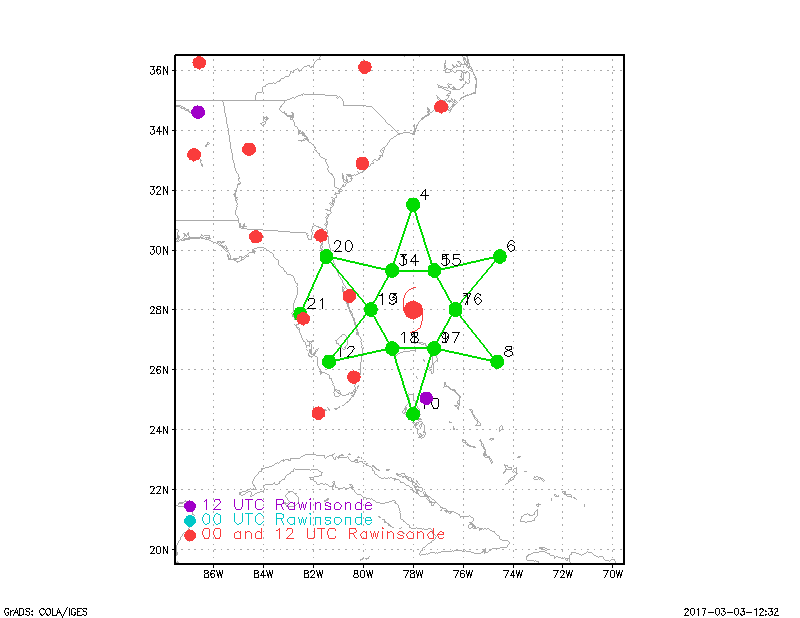 36N
34N
32N
30N
28N
26N
24N
22N
20N
4
20
6
55
21
12
8
12 UTC Rawinsonde
00 UTC Rawinsonde
00 and 12 UTC Rawinsonde
86W 84W 82W 80W 78W 76W 74W 72W 70W
GrADS: COLA/IGES
2017-03-03-12:32